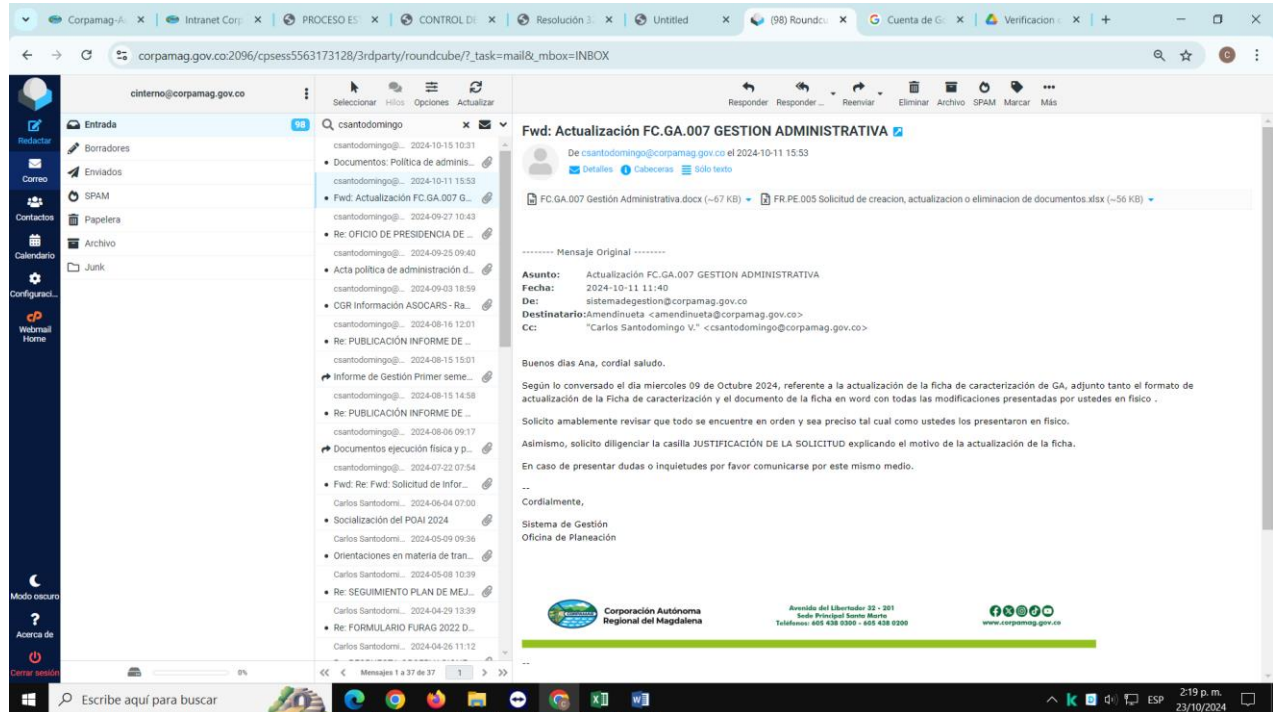 Corpamag-A
Intranet Corp
PROCESO ES
CONTROL DE
Resolución 3
Untitled
(98) Roundcu
Cuenta de Go
Verificacion
corpamag.gov.co:2096/cpsess5563173128/3rdparty/roundcube/?_task=mail&_mbox=INBOX
cinterno@corpamag.gov.co
Seleccionar Hilos Opciones Actualizar
Responder Responder ... Reenviar Eliminar Archivo SPAM Marcar Más
Redactar
Correo
Contactos
Calendario
Configuraci...
Webmail Home
Modo oscuro
Acerca de
Cerrar sesión
Entrada 98
Borradores
Enviados
SPAM
Papelera
Archivo
Junk
0%
csantodomingo
csantodomingo@... 2024-10-15 10:31
Documentos: Política de adminis...
csantodomingo@... 2024-10-11 15:53
Fwd: Actualización FC.GA.007 G...
csantodomingo@... 2024-09-27 10:43
Re: OFICIO DE PRESIDENCIA DE ...
csantodomingo@... 2024-09-25 09:40
Acta política de administración d...
csantodomingo@... 2024-09-03 18:59
CGR Información ASOCARS - Ra...
csantodomingo@... 2024-08-16 12:01
Re: PUBLICACIÓN INFORME DE ...
csantodomingo@... 2024-08-15 15:01
Informe de Gestión Primer seme...
csantodomingo@... 2024-08-15 14:58
Re: PUBLICACIÓN INFORME DE ...
csantodomingo@... 2024-08-06 09:17
Documentos ejecución física y p...
csantodomingo@... 2024-07-22 07:54
Fwd: Re: Fwd: Solicitud de Infor...
Carlos Santodomi... 2024-06-04 07:00
Socialización del POAI 2024
Carlos Santodomi... 2024-05-09 09:36
Orientaciones en materia de tran...
Carlos Santodomi... 2024-05-08 10:39
Re: SEGUIMIENTO PLAN DE MEJ...
Carlos Santodomi... 2024-04-29 13:39
Re: FORMULARIO FURAG 2022 D...
Carlos Santodomi... 2024-04-26 11:12
Mensajes 1 a 37 de 37 1
Fwd: Actualización FC.GA.007 GESTION ADMINISTRATIVA
De csantodomingo@corpamag.gov.co el 2024-10-11 15:53
Detalles Cabeceras Sólo texto
FC.GA.007 Gestión Administrativa.docx (~67 KB) FR.PE.005 Solicitud de creacion, actualizacion o eliminacion de documentos.xlsx (~56 KB)
-------- Mensaje Original --------
Asunto: Actualización FC.GA.007 GESTION ADMINISTRATIVA
Fecha: 2024-10-11 11:40
De: sistemadegestion@corpamag.gov.co
Destinatario:Amendinueta <amendinueta@corpamag.gov.co>
Cc: "Carlos Santodomingo V." <csantodomingo@corpamag.gov.co>
Buenos dias Ana, cordial saludo.
Según lo conversado el dia miercoles 09 de Octubre 2024, referente a la actualización de la ficha de caracterización de GA, adjunto tanto el formato de
actualización de la Ficha de caracterización y el documento de la ficha en word con todas las modificaciones presentadas por ustedes en físico .
Solicito amablemente revisar que todo se encuentre en orden y sea preciso tal cual como ustedes los presentaron en físico.
Asimismo, solicito diligenciar la casilla JUSTIFICACIÓN DE LA SOLICITUD explicando el motivo de la actualización de la ficha.
En caso de presentar dudas o inquietudes por favor comunicarse por este mismo medio.
--
Cordialmente,
Sistema de Gestión
Oficina de Planeación
Corporación Autónoma
Regional del Magdalena
Avenida del Libertador 32 - 201
Sede Principal Santa Marta
Teléfonos: 605 438 0300 - 605 438 0200
www.corpamag.gov.co
--
Escribe aquí para buscar
ESP
2:19 p. m.
23/10/2024